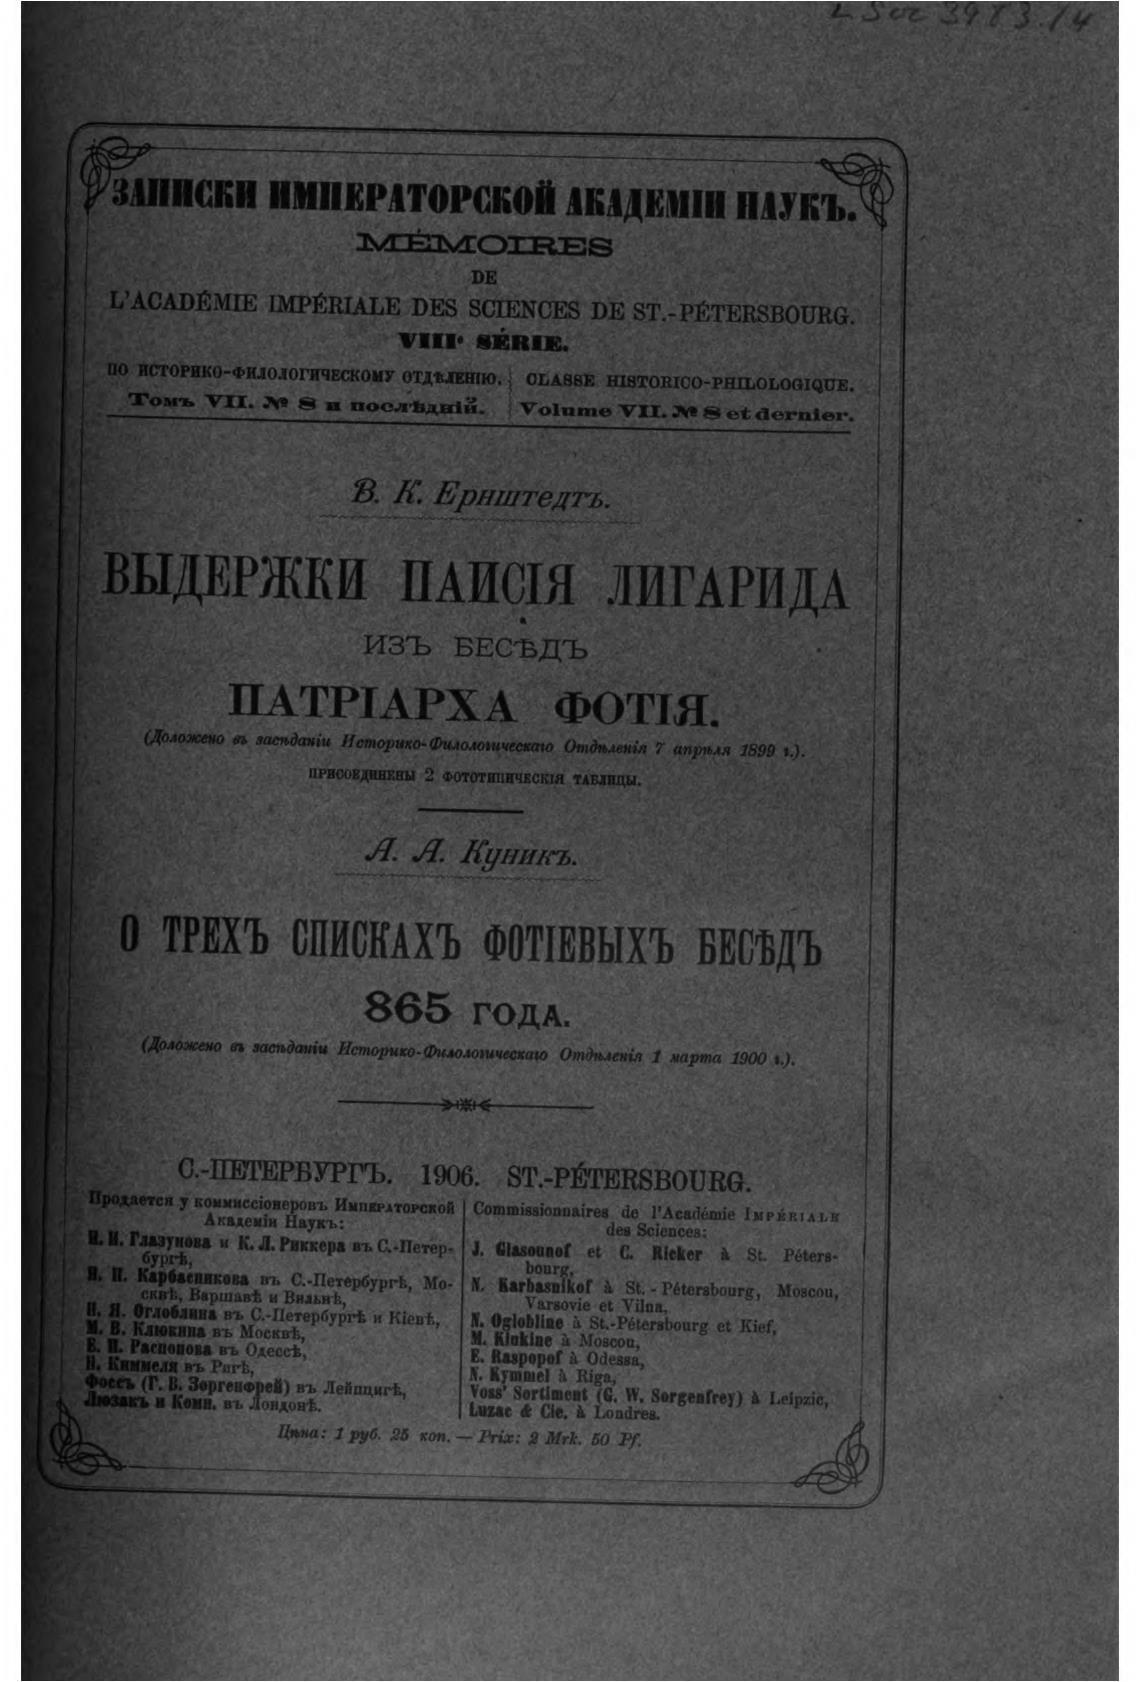 L Soc 3983.14
ЗАПИСКИ ИМПЕРАТОРСКОЙ АКАДЕМІИ НАУКЪ.
MÉMOIRES
DE
L'ACADÉMIE IMPÉRIALE DES SCIENCES DE ST.-PÉTERSBOURG.
VIIIᵉ SÉRIE.
ПО ИСТОРИКО-ФИЛОЛОГИЧЕСКОМУ ОТДѢЛЕНІЮ.
Томъ VII. № 8 и послѣдній.
CLASSE HISTORICO-PHILOLOGIQUE.
Volume VII. № 8 et dernier.
В. К. Ернштедтъ.
ВЫДЕРЖКИ ПАИСІЯ ЛИГАРИДА
ИЗЪ БЕСѢДЪ
ПАТРІАРХА ФОТІЯ.
(Доложено въ засѣданіи Историко-Филологическаго Отдѣленія 7 апрѣля 1899 г.).
ПРИСОЕДИНЕНЫ 2 ФОТОТИПИЧЕСКІЯ ТАБЛИЦЫ.
А. А. Куникъ.
О ТРЕХЪ СПИСКАХЪ ФОТІЕВЫХЪ БЕСѢДЪ
865 ГОДА.
(Доложено въ засѣданіи Историко-Филологическаго Отдѣленія 1 марта 1900 г.).
С.-ПЕТЕРБУРГЪ. 1906. ST.-PÉTERSBOURG.
Продается у коммиссіонеровъ ИМПЕРАТОРСКОЙ
Академіи Наукъ:
И. И. Глазунова и К. Л. Риккера въ С.-Петер-
бургѣ,
Н. П. Карбасникова въ С.-Петербургѣ, Мо-
сквѣ, Варшавѣ и Вильнѣ,
Н. Я. Оглоблина въ С.-Петербургѣ и Кіевѣ,
М. В. Клюкина въ Москвѣ,
Е. П. Распопова въ Одессѣ,
Н. Киммеля въ Ригѣ,
Фоссъ (Г. В. Зоргенфрей) въ Лейпцигѣ,
Люзакъ и Комп. въ Лондонѣ.
Commissionnaires de l'Académie IMPÉRIALE
des Sciences:
J. Glasounof et C. Ricker à St. Péters-
bourg,
N. Karbasnikof à St.-Pétersbourg, Moscou,
Varsovie et Vilna,
N. Oglobline à St.-Pétersbourg et Kief,
M. Klukine à Moscou,
E. Raspopof à Odessa,
N. Kymmel à Riga,
Voss' Sortiment (G. W. Sorgenfrey) à Leipzic,
Luzac & Cie. à Londres.
Цѣна: 1 руб. 25 коп. — Prix: 2 Mrk. 50 Pf.